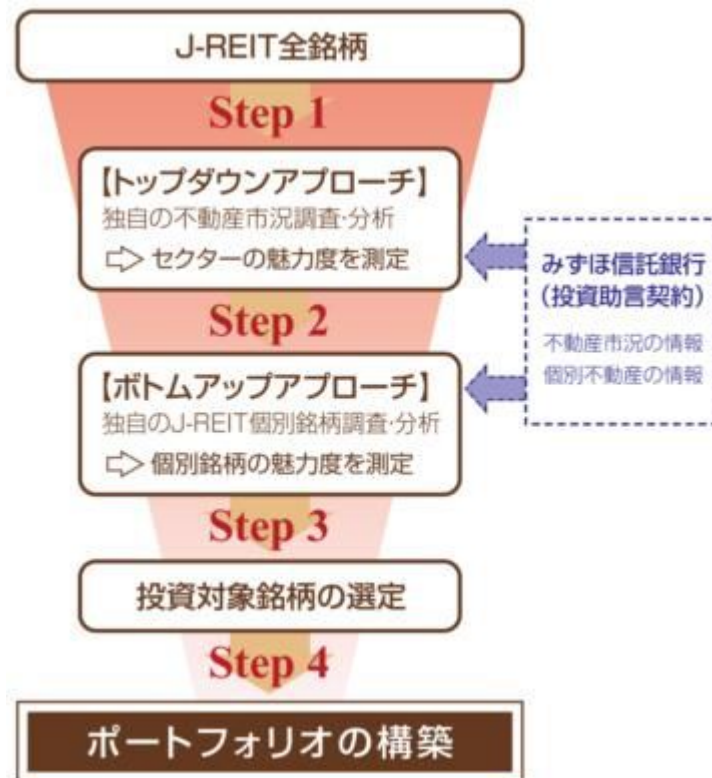 J-REIT全銘柄
Step 1
【トップダウンアプローチ】
独自の不動産市況調査・分析
⇨ セクターの魅力度を測定
Step 2
【ボトムアップアプローチ】
独自のJ-REIT個別銘柄調査・分析
⇨ 個別銘柄の魅力度を測定
みずほ信託銀行
(投資助言契約)
不動産市況の情報
個別不動産の情報
Step 3
投資対象銘柄の選定
Step 4
ポートフォリオの構築